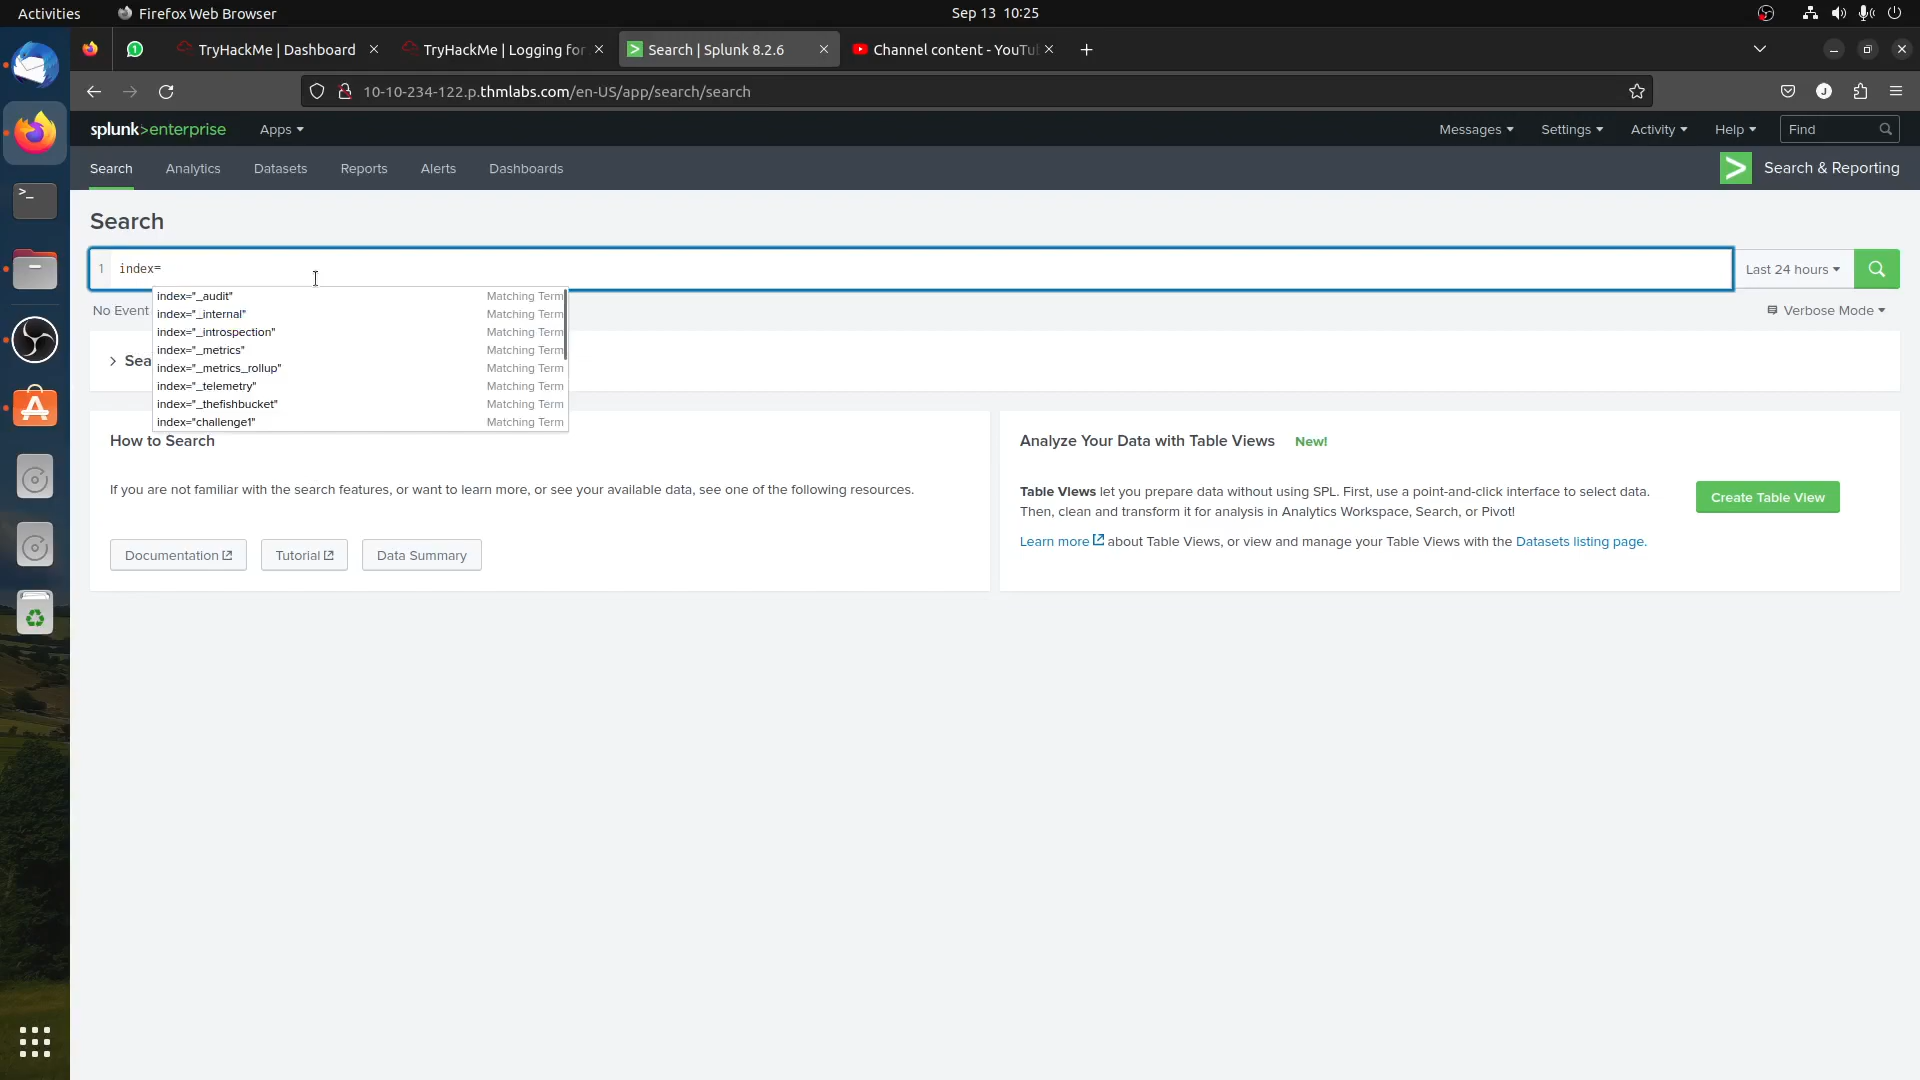 Activities
Firefox Web Browser
Sep 13 10:25
TryHackMe | Dashboard
TryHackMe | Logging for
Search | Splunk 8.2.6
Channel content - YouTu
10-10-234-122.p.thmlabs.com/en-US/app/search/search
J
splunk>enterprise
Apps
Messages
Settings
Activity
Help
Find
Search
Analytics
Datasets
Reports
Alerts
Dashboards
Search & Reporting
Search
1 index=
Last 24 hours
index="_audit" Matching Term
index="_internal" Matching Term
index="_introspection" Matching Term
index="_metrics" Matching Term
index="_metrics_rollup" Matching Term
index="_telemetry" Matching Term
index="_thefishbucket" Matching Term
index="challenge1" Matching Term
No Event
Verbose Mode
Sea
How to Search
If you are not familiar with the search features, or want to learn more, or see your available data, see one of the following resources.
Documentation
Tutorial
Data Summary
Analyze Your Data with Table Views New!
Table Views let you prepare data without using SPL. First, use a point-and-click interface to select data.
Then, clean and transform it for analysis in Analytics Workspace, Search, or Pivot!
Create Table View
Learn more about Table Views, or view and manage your Table Views with the Datasets listing page.